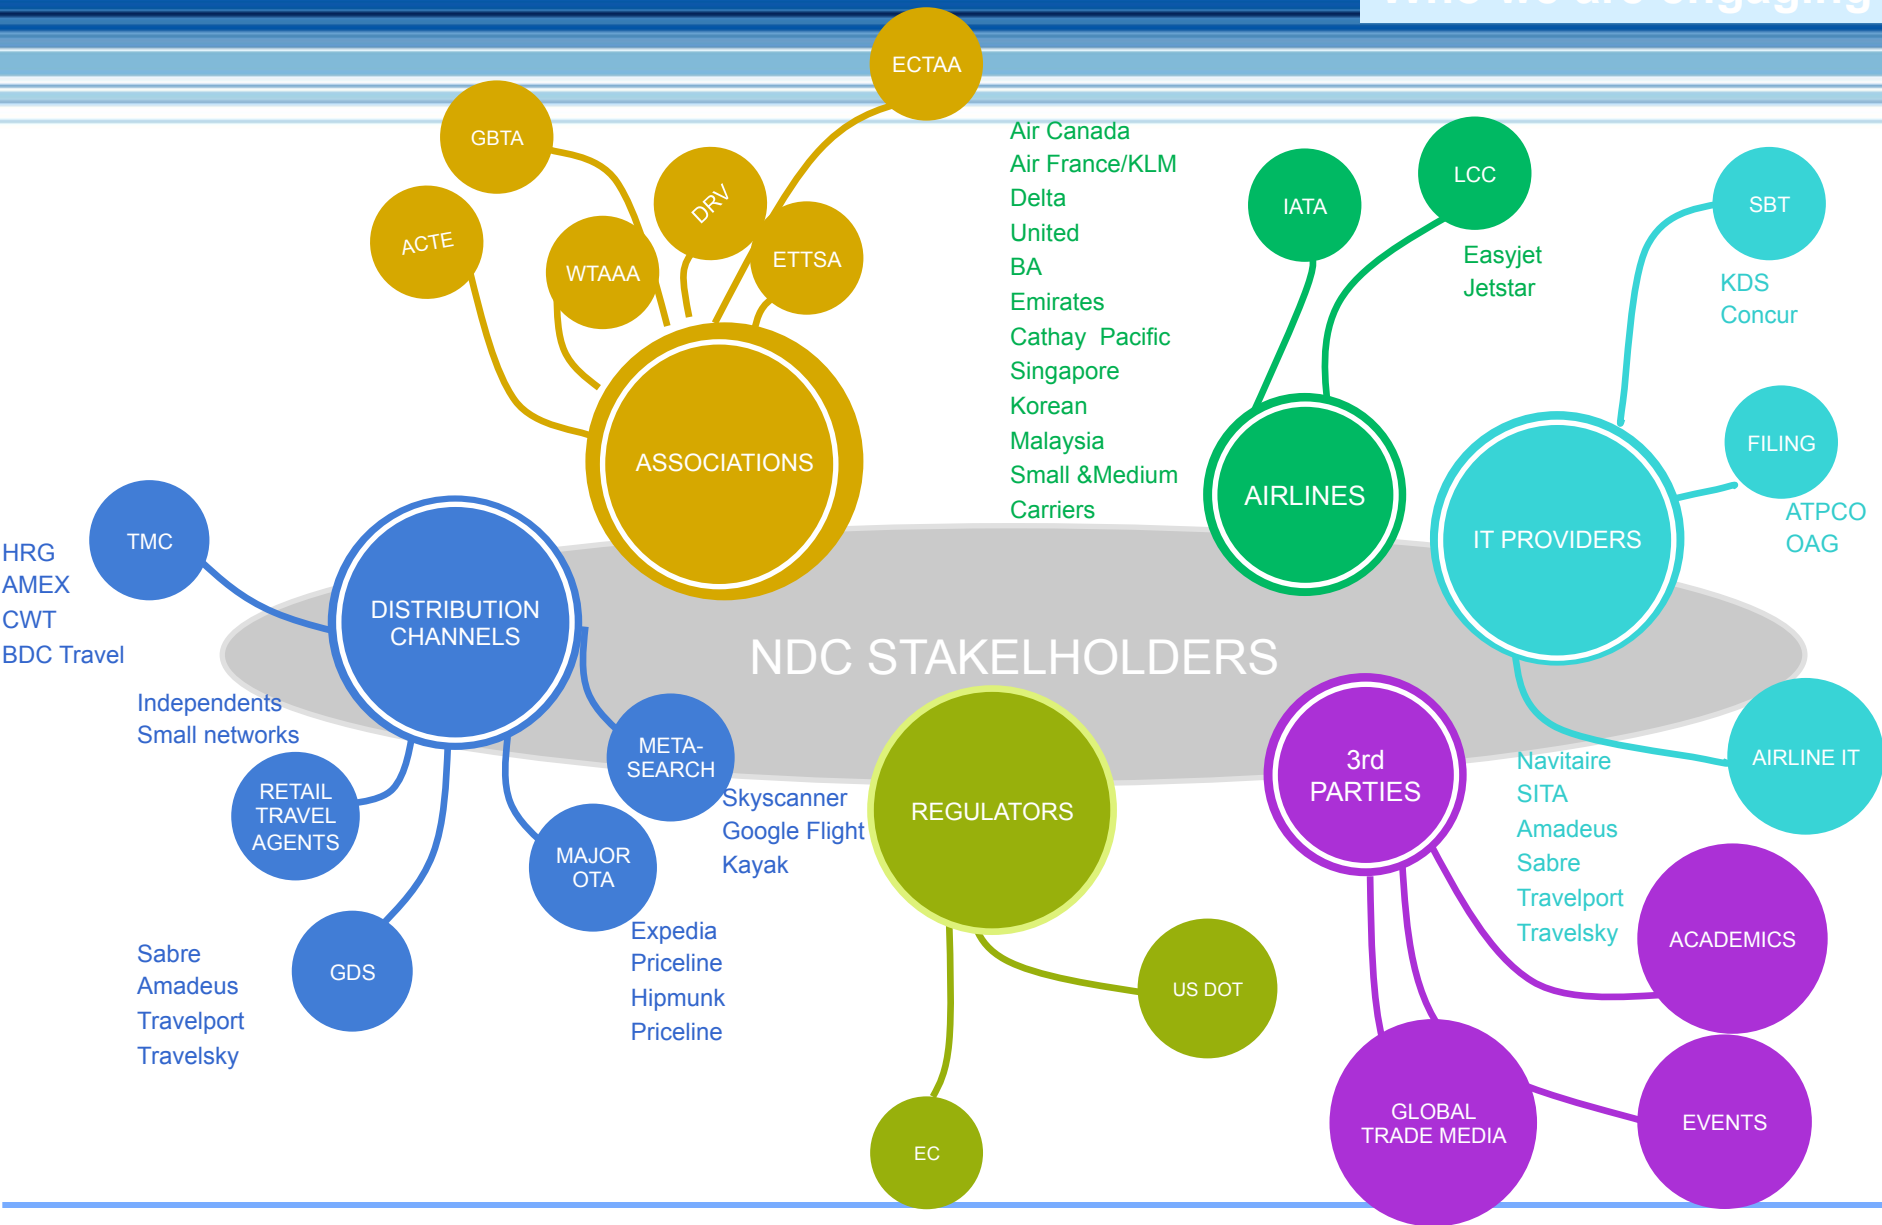 Who we are engaging
ECTAA
GBTA
DRV
ACTE
WTAAA
ETTSA
ASSOCIATIONS
Air Canada
Air France/KLM
Delta
United
BA
Emirates
Cathay Pacific
Singapore
Korean
Malaysia
Small &Medium
Carriers
IATA
LCC
Easyjet
Jetstar
AIRLINES
SBT
KDS
Concur
FILING
ATPCO
OAG
IT PROVIDERS
AIRLINE IT
Navitaire
SITA
Amadeus
Sabre
Travelport
Travelsky
TMC
HRG
AMEX
CWT
BDC Travel
DISTRIBUTION
CHANNELS
NDC STAKELHOLDERS
Independents
Small networks
RETAIL
TRAVEL
AGENTS
META-
SEARCH
Skyscanner
Google Flight
Kayak
MAJOR
OTA
Expedia
Priceline
Hipmunk
Priceline
GDS
Sabre
Amadeus
Travelport
Travelsky
REGULATORS
US DOT
EC
3rd
PARTIES
ACADEMICS
GLOBAL
TRADE MEDIA
EVENTS